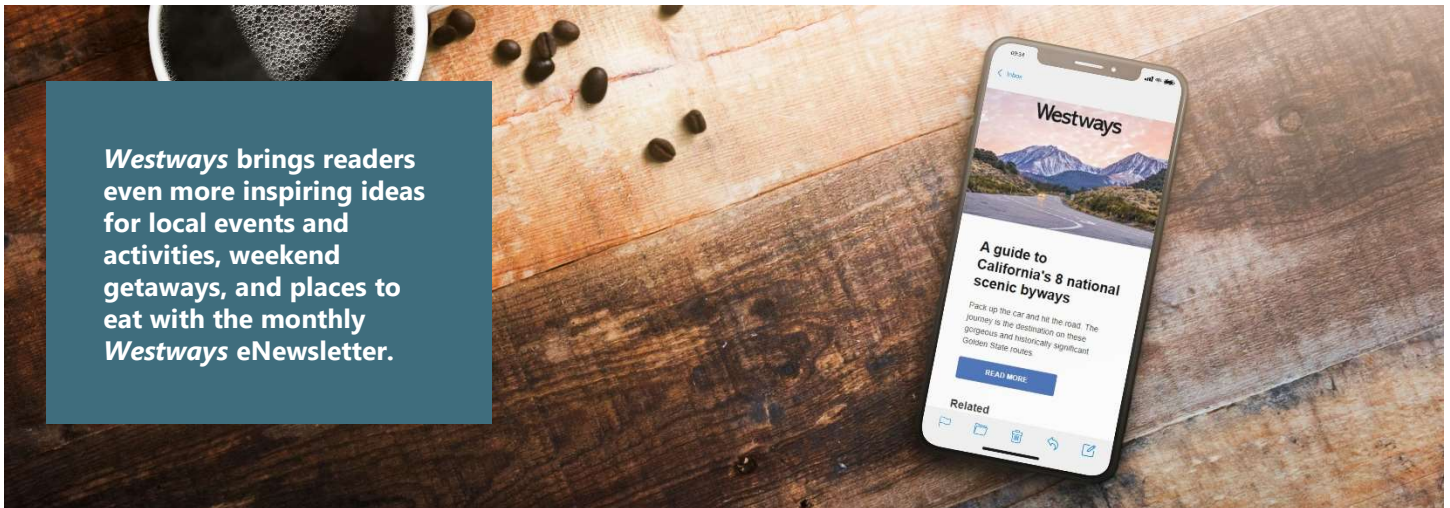 Westways brings readers
even more inspiring ideas
for local events and
activities, weekend
getaways, and places to
eat with the monthly
Westways eNewsletter.
09:34
Inbox
Westways
A guide to
California's 8 national
scenic byways
Pack up the car and hit the road. The
journey is the destination on these
gorgeous and historically significant
Golden State routes.
READ MORE
Related